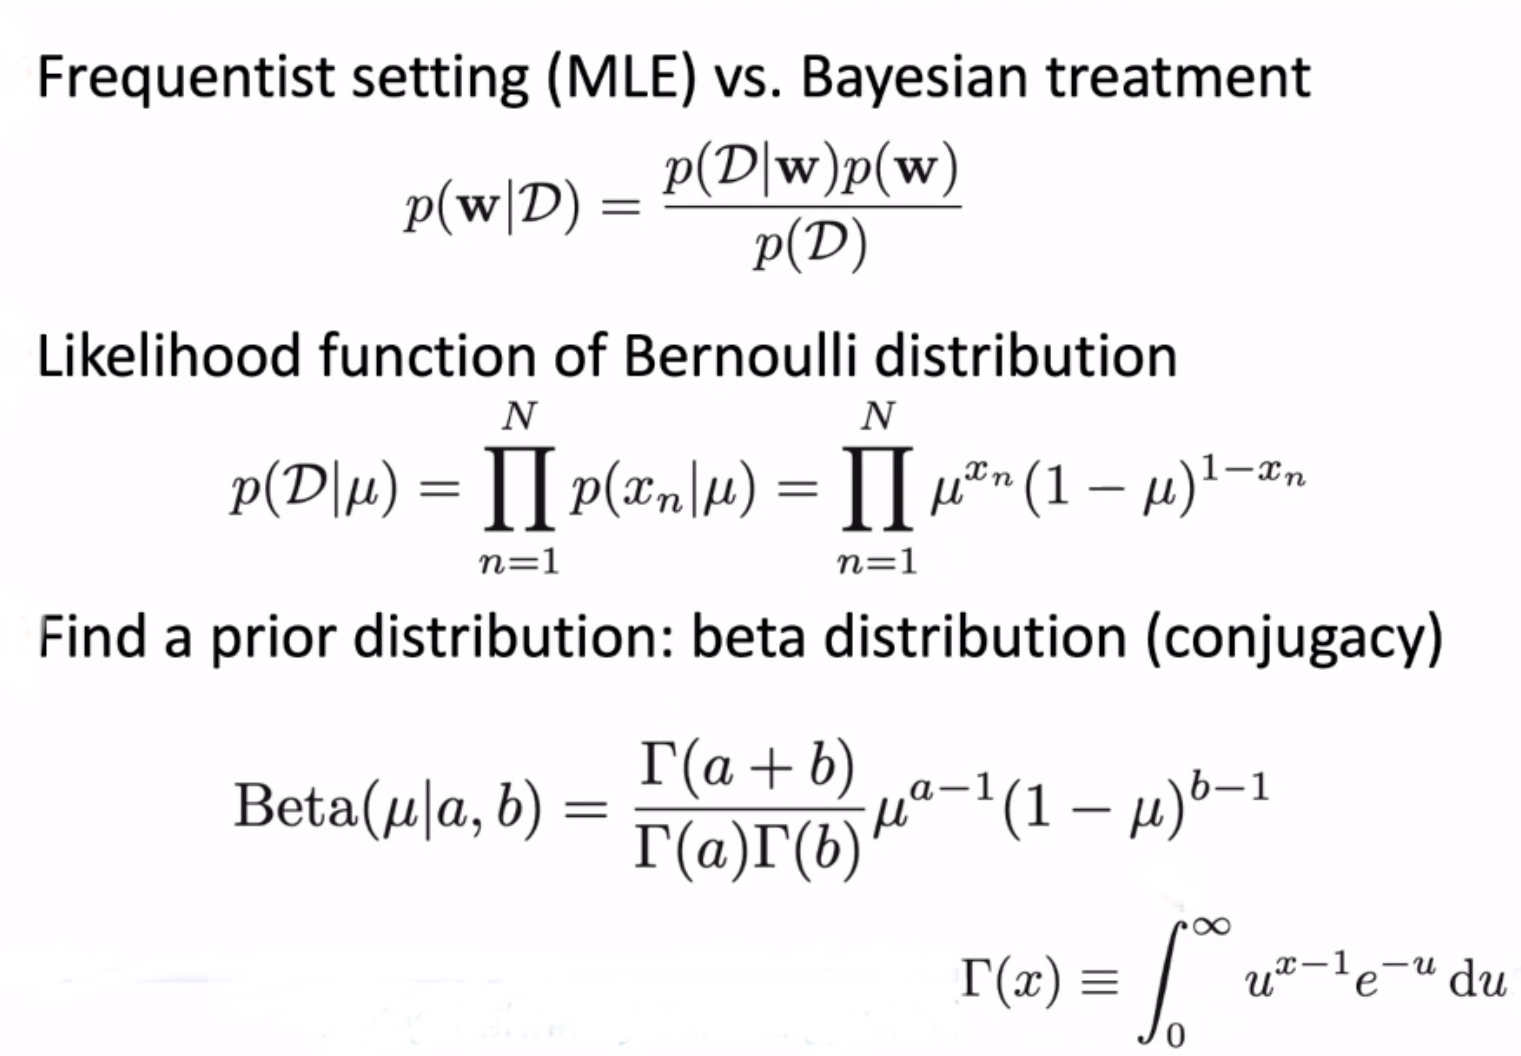 Frequentist setting (MLE) vs. Bayesian treatment
p(𝐰|𝒟) = p(𝒟|𝐰)p(𝐰) / p(𝒟)
Likelihood function of Bernoulli distribution
p(𝒟|μ) = ∏_{n=1}^{N} p(x_n|μ) = ∏_{n=1}^{N} μ^{x_n}(1 − μ)^{1−x_n}
Find a prior distribution: beta distribution (conjugacy)
Beta(μ|a, b) = Γ(a + b) / Γ(a)Γ(b) μ^{a−1}(1 − μ)^{b−1}
Γ(x) ≡ ∫_0^∞ u^{x−1}e^{−u} du